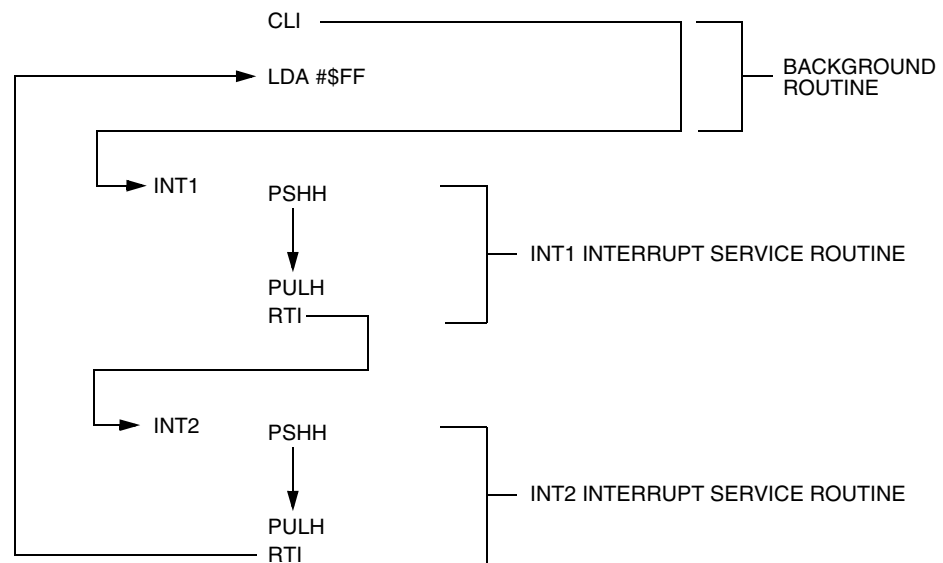 CLI
LDA #$FF
BACKGROUND
ROUTINE
INT1
PSHH
INT1 INTERRUPT SERVICE ROUTINE
PULH
RTI
INT2
PSHH
INT2 INTERRUPT SERVICE ROUTINE
PULH
RTI